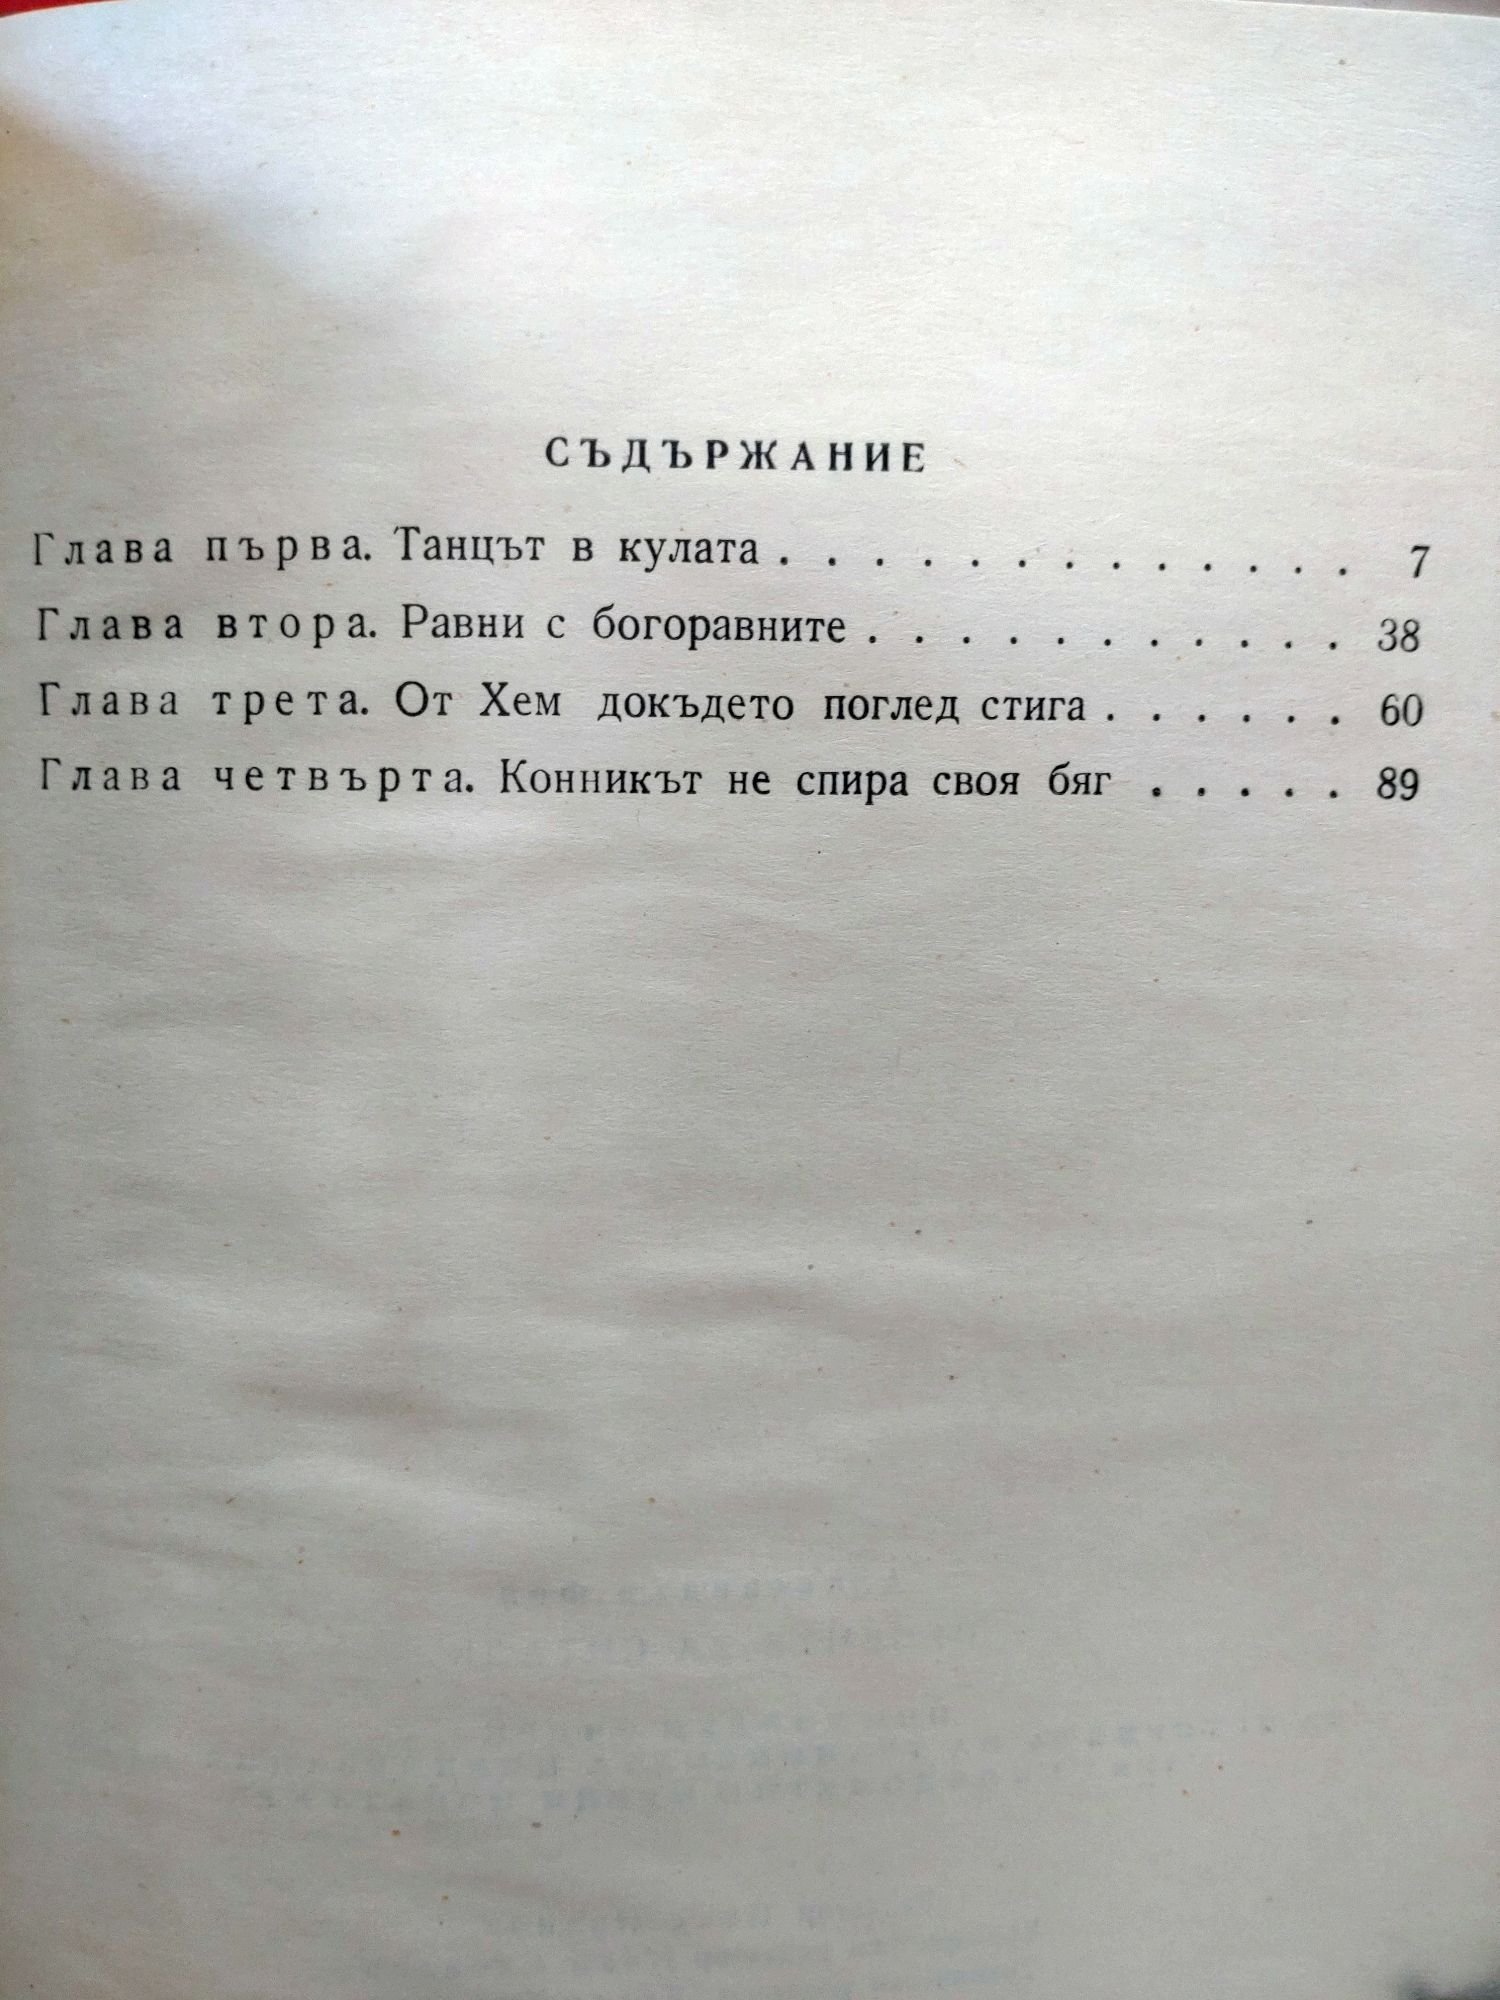 СЪДЪРЖАНИЕ
Глава първа. Танцът в кулата . . . . . . . . . . . . . 7
Глава втора. Равни с богоравните . . . . . . . . . . . 38
Глава трета. От Хем докъдето поглед стига . . . . . . 60
Глава четвърта. Конникът не спира своя бяг . . . . . 89